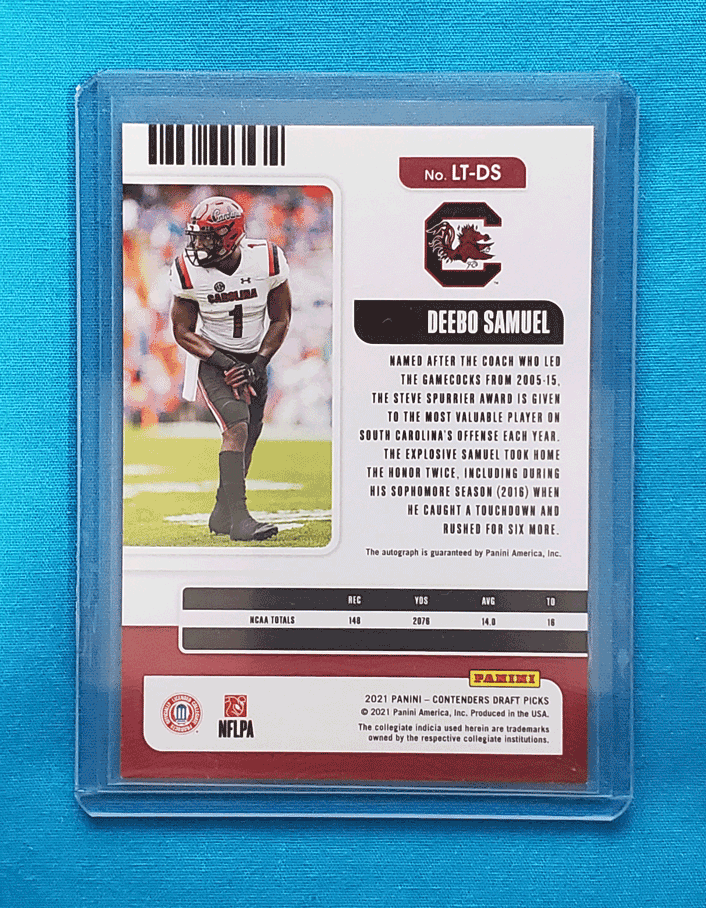 No. LT-DS
CAROLINA
1
1
DEEBO SAMUEL
NAMED AFTER THE COACH WHO LED
THE GAMECOCKS FROM 2005-15,
THE STEVE SPURRIER AWARD IS GIVEN
TO THE MOST VALUABLE PLAYER ON
SOUTH CAROLINA'S OFFENSE EACH YEAR.
THE EXPLOSIVE SAMUEL TOOK HOME
THE HONOR TWICE, INCLUDING DURING
HIS SOPHOMORE SEASON (2016) WHEN
HE CAUGHT A TOUCHDOWN AND
RUSHED FOR SIX MORE.
The autograph is guaranteed by Panini America, Inc.
REC YDS AVG TD
NCAA TOTALS 148 2076 14.0 16
PANINI
2021 PANINI – CONTENDERS DRAFT PICKS
© 2021 Panini America, Inc. Produced in the USA.
The collegiate indicia used herein are trademarks
owned by the respective collegiate institutions.
NFLPA